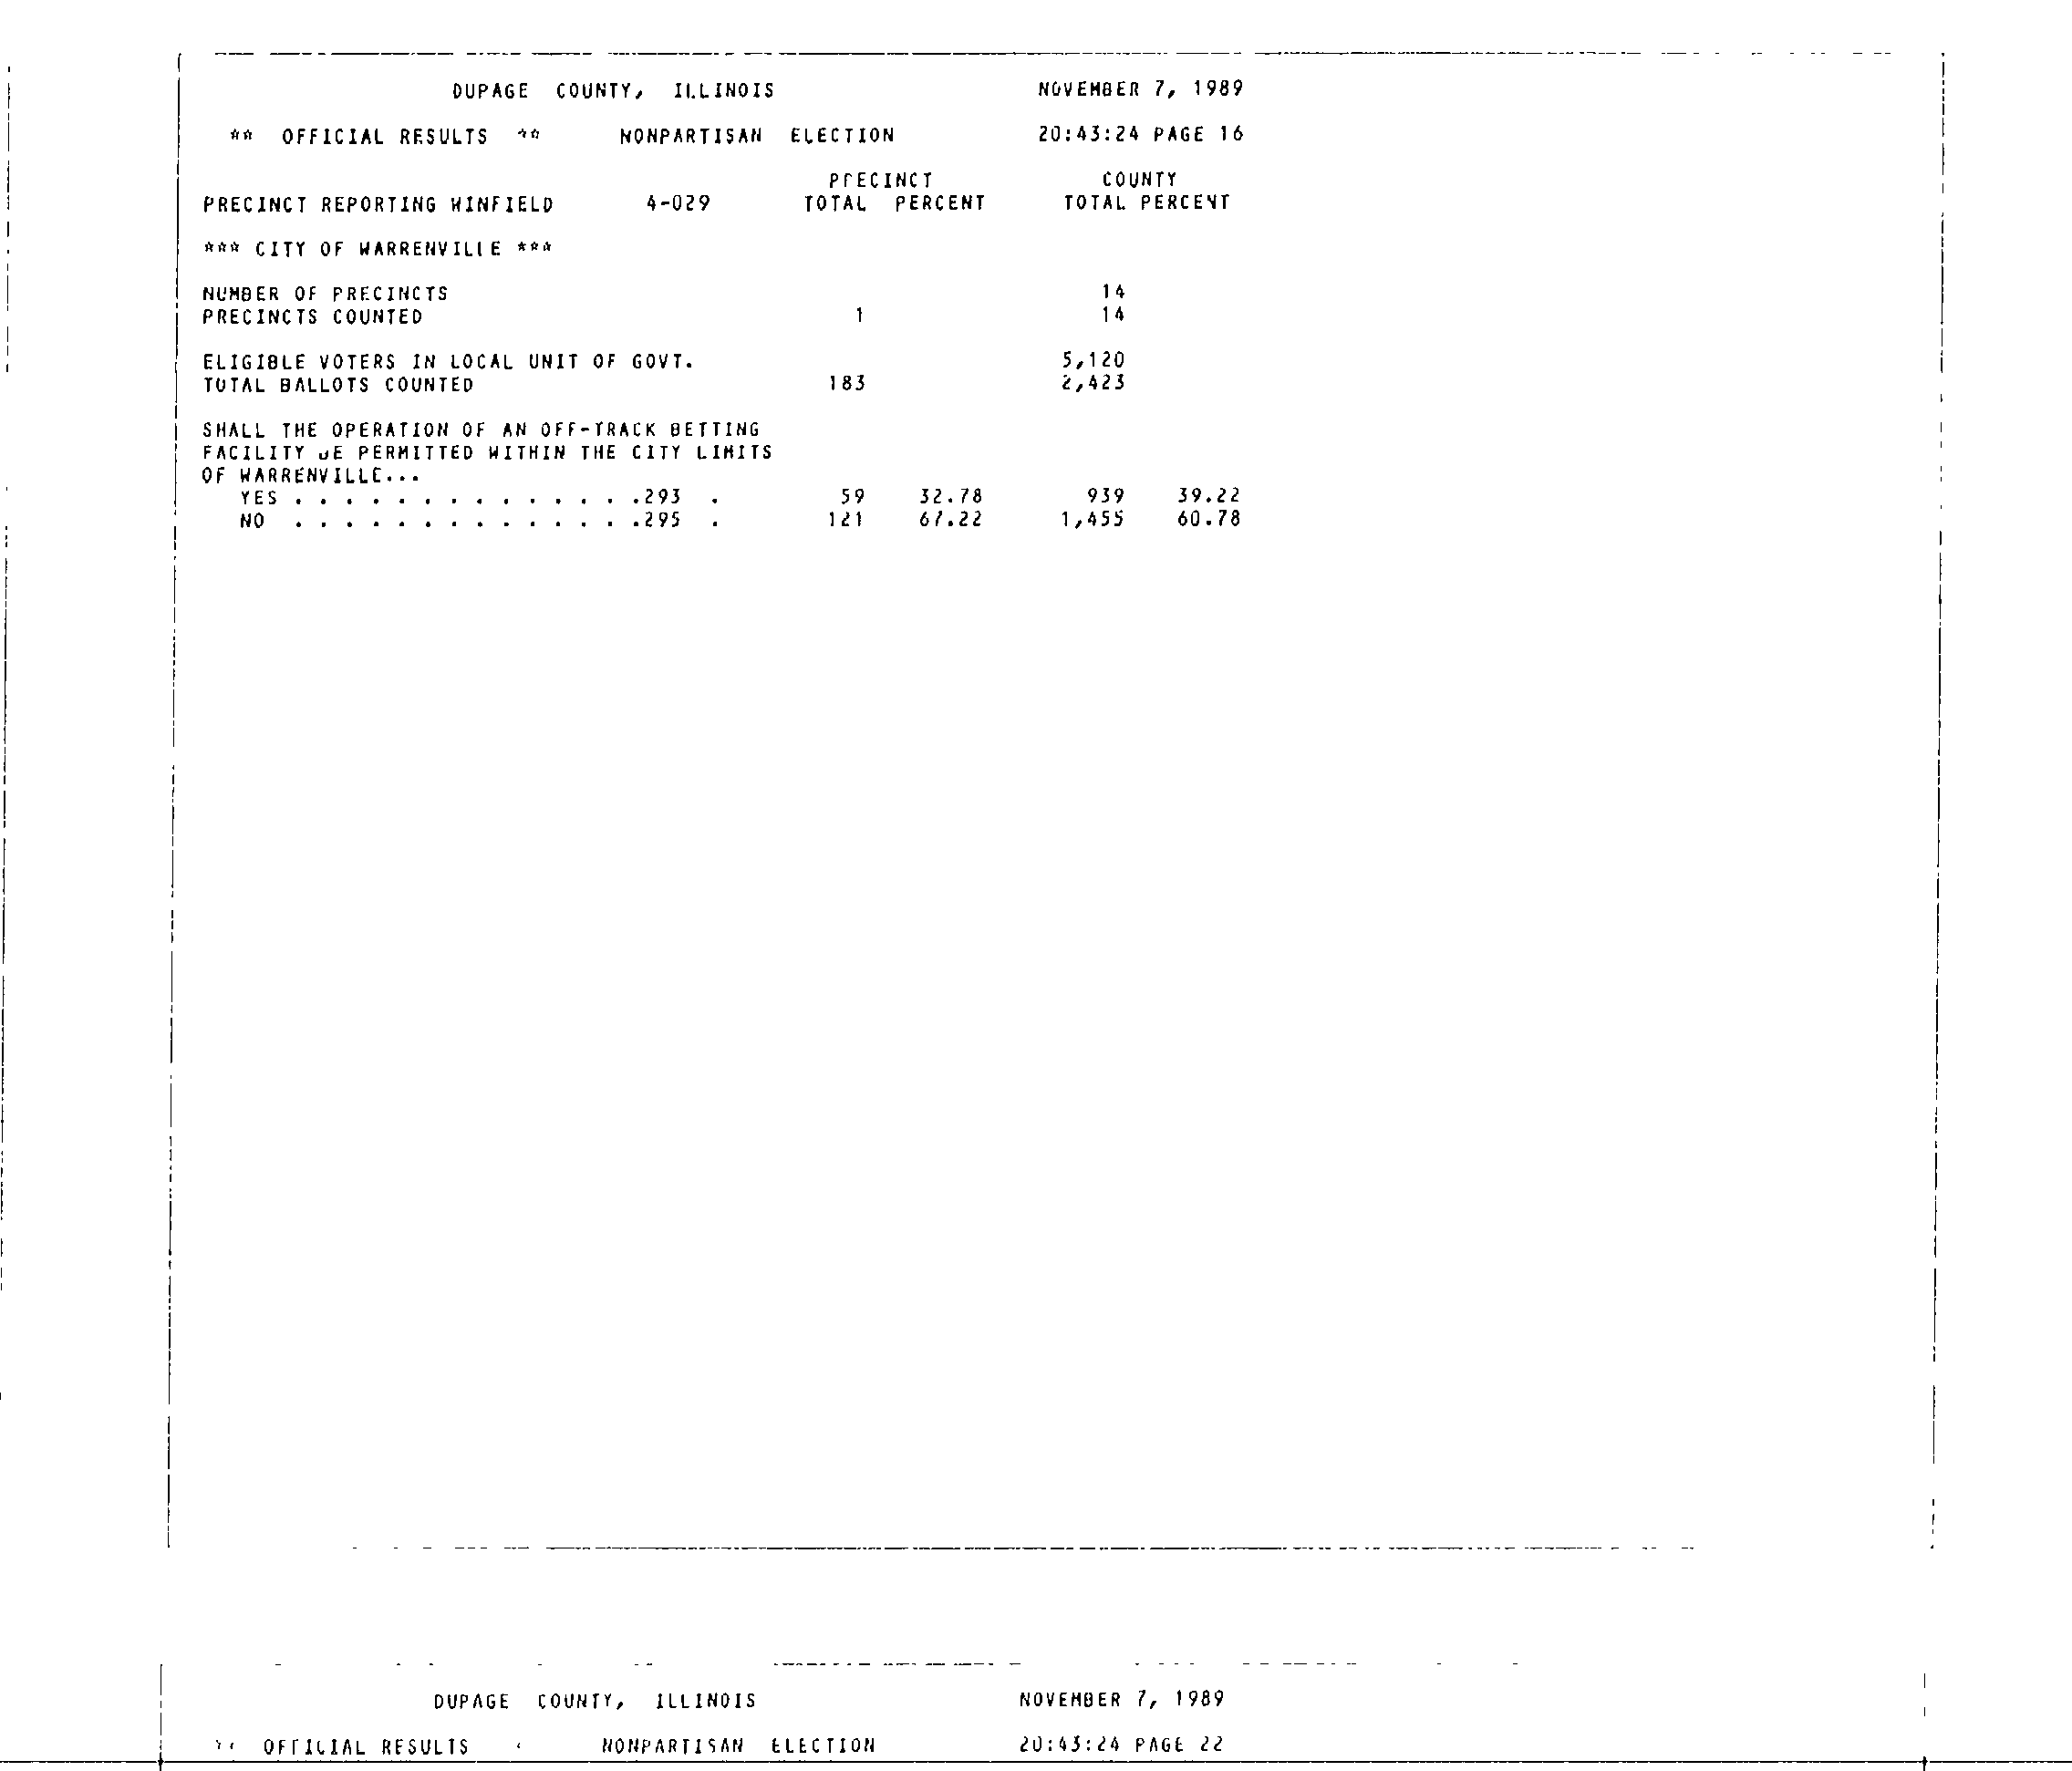 DUPAGE COUNTY, ILLINOIS NOVEMBER 7, 1989
** OFFICIAL RESULTS ** NONPARTISAN ELECTION 20:43:24 PAGE 16
PRECINCT COUNTY
PRECINCT REPORTING WINFIELD 4-029 TOTAL PERCENT TOTAL PERCENT
*** CITY OF WARRENVILLE ***
NUMBER OF PRECINCTS 14
PRECINCTS COUNTED 1 14
ELIGIBLE VOTERS IN LOCAL UNIT OF GOVT. 5,120
TOTAL BALLOTS COUNTED 183 2,423
SHALL THE OPERATION OF AN OFF-TRACK BETTING
FACILITY BE PERMITTED WITHIN THE CITY LIMITS
OF WARRENVILLE...
YES . . . . . . . . . . . . . .293 . 59 32.78 939 39.22
NO . . . . . . . . . . . . . .295 . 121 67.22 1,455 60.78
DUPAGE COUNTY, ILLINOIS NOVEMBER 7, 1989
OFFICIAL RESULTS NONPARTISAN ELECTION 20:43:24 PAGE 22